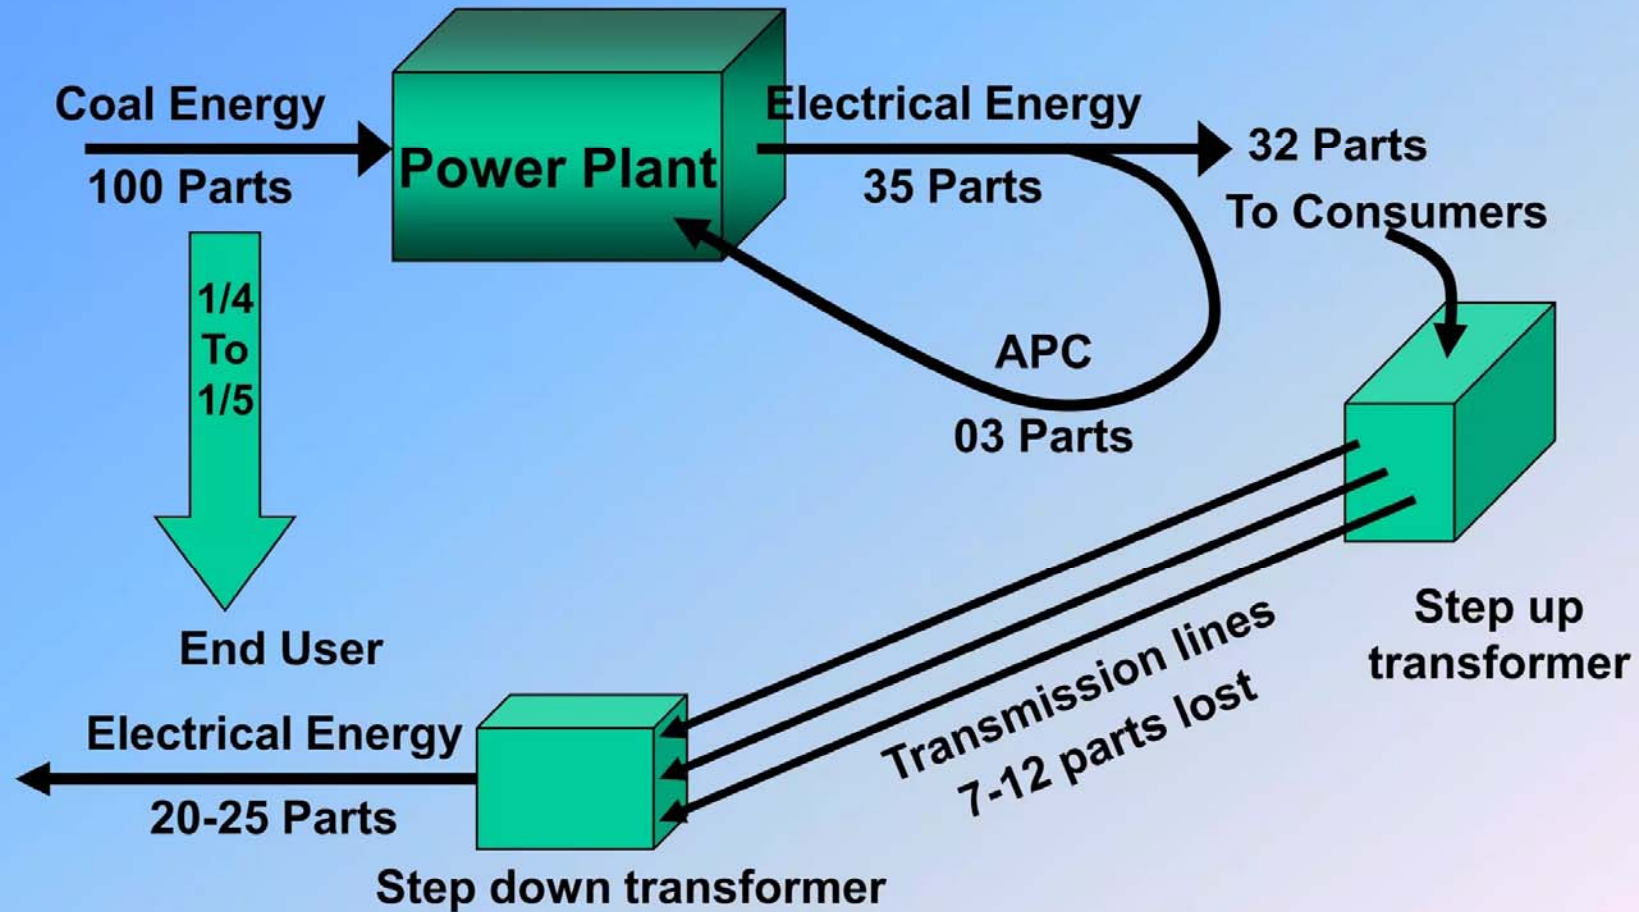 Coal Energy
100 Parts
Power Plant
Electrical Energy
35 Parts
32 Parts
To Consumers
APC
03 Parts
1/4
To
1/5
End User
Step up
transformer
Transmission lines
7-12 parts lost
Electrical Energy
20-25 Parts
Step down transformer